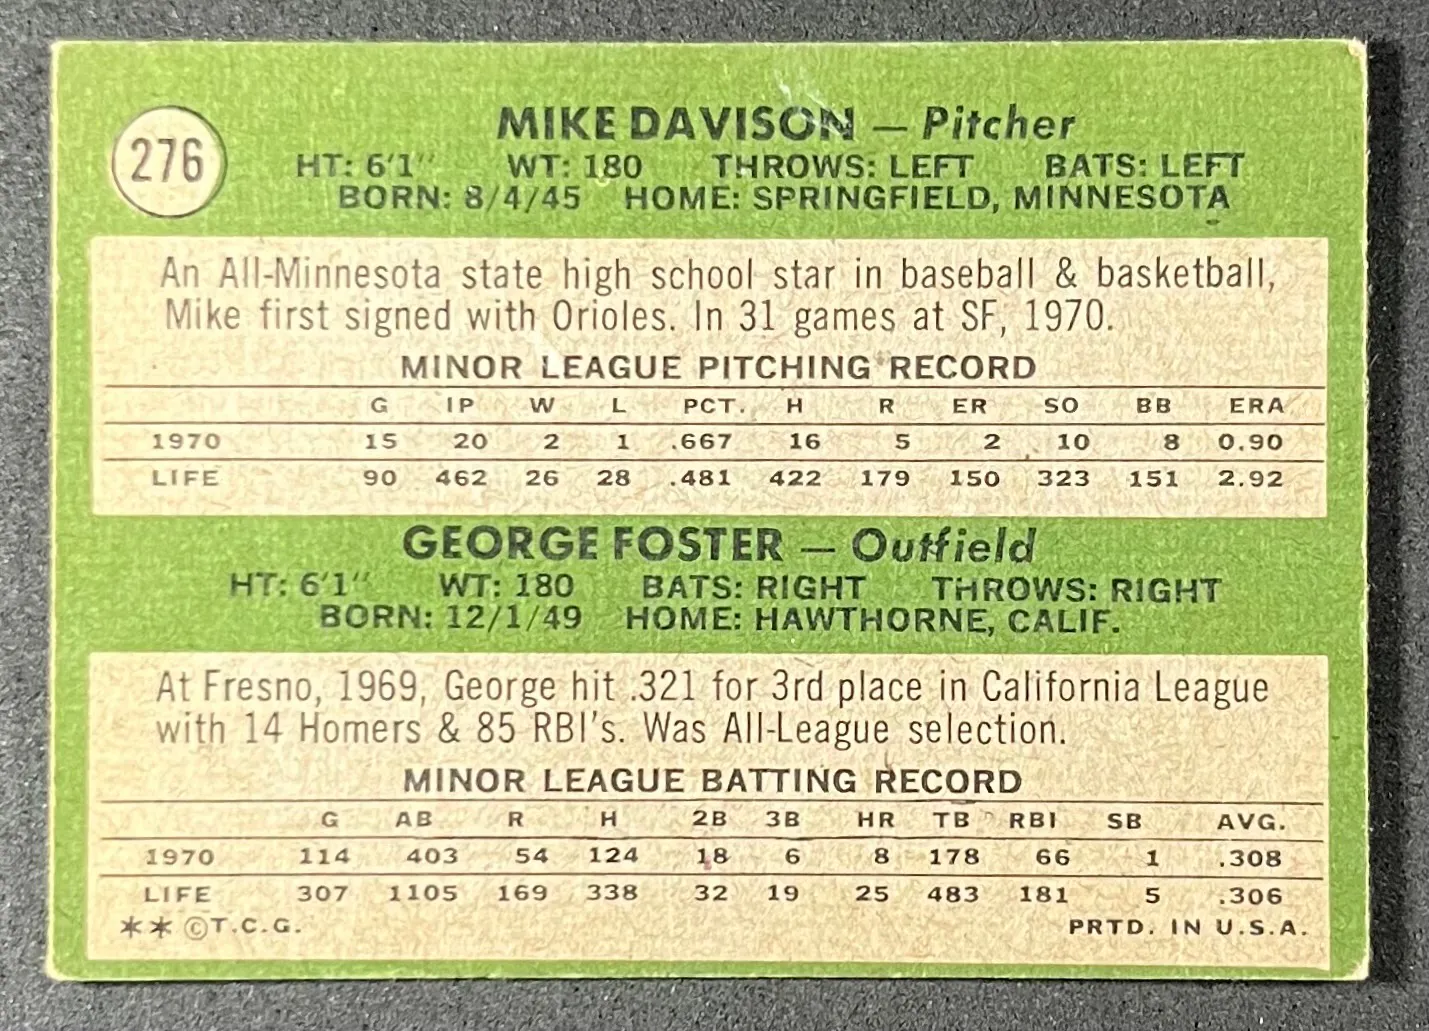 276
MIKE DAVISON — Pitcher
HT: 6'1" WT: 180 THROWS: LEFT BATS: LEFT
BORN: 8/4/45 HOME: SPRINGFIELD, MINNESOTA
An All-Minnesota state high school star in baseball & basketball,
Mike first signed with Orioles. In 31 games at SF, 1970.
MINOR LEAGUE PITCHING RECORD
G IP W L PCT. H R ER SO BB ERA
1970 15 20 2 1 .667 16 5 2 10 8 0.90
LIFE 90 462 26 28 .481 422 179 150 323 151 2.92
GEORGE FOSTER — Outfield
HT: 6'1" WT: 180 BATS: RIGHT THROWS: RIGHT
BORN: 12/1/49 HOME: HAWTHORNE, CALIF.
At Fresno, 1969, George hit .321 for 3rd place in California League
with 14 Homers & 85 RBI's. Was All-League selection.
MINOR LEAGUE BATTING RECORD
G AB R H 2B 3B HR TB RBI SB AVG.
1970 114 403 54 124 18 6 8 178 66 1 .308
LIFE 307 1105 169 338 32 19 25 483 181 5 .306
** ©T.C.G. PRTD. IN U.S.A.